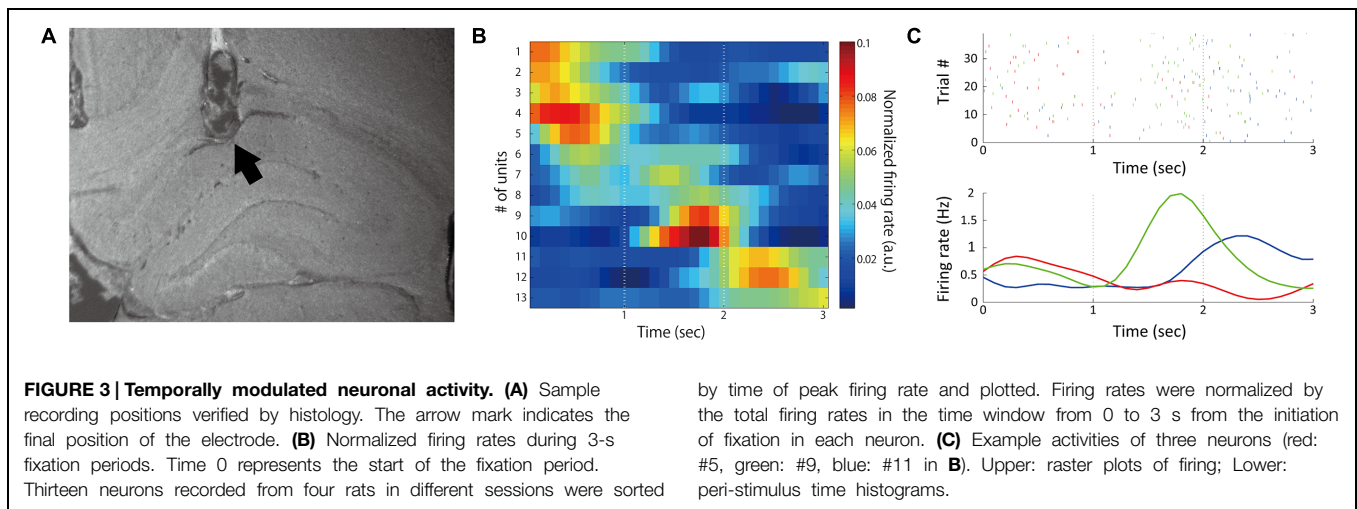 A
B
C
1
2
3
4
5
6
7
8
9
10
11
12
13
# of units
1
2
3
Time (sec)
0.1
0.08
0.06
0.04
0.02
Normalized firing rate (a.u.)
30
20
10
0
Trial #
0
1
2
3
Time (sec)
2
1.5
1
0.5
0
Firing rate (Hz)
0
1
2
3
Time (sec)
FIGURE 3 | Temporally modulated neuronal activity. (A) Sample
recording positions verified by histology. The arrow mark indicates the
final position of the electrode. (B) Normalized firing rates during 3-s
fixation periods. Time 0 represents the start of the fixation period.
Thirteen neurons recorded from four rats in different sessions were sorted
by time of peak firing rate and plotted. Firing rates were normalized by
the total firing rates in the time window from 0 to 3 s from the initiation
of fixation in each neuron. (C) Example activities of three neurons (red:
#5, green: #9, blue: #11 in B). Upper: raster plots of firing; Lower:
peri-stimulus time histograms.